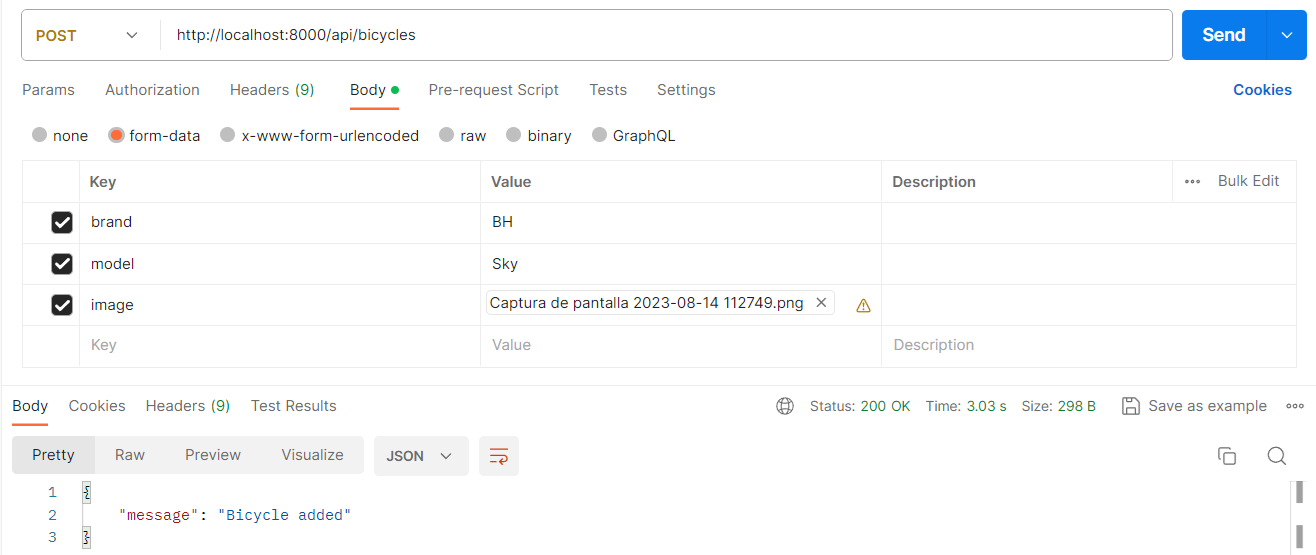 POST http://localhost:8000/api/bicycles Send
Params Authorization Headers (9) Body Pre-request Script Tests Settings Cookies
none form-data x-www-form-urlencoded raw binary GraphQL
Key Value Description Bulk Edit
brand BH
model Sky
image Captura de pantalla 2023-08-14 112749.png
Key Value Description
Body Cookies Headers (9) Test Results Status: 200 OK Time: 3.03 s Size: 298 B Save as example
Pretty Raw Preview Visualize JSON
1 {
2 "message": "Bicycle added"
3 }